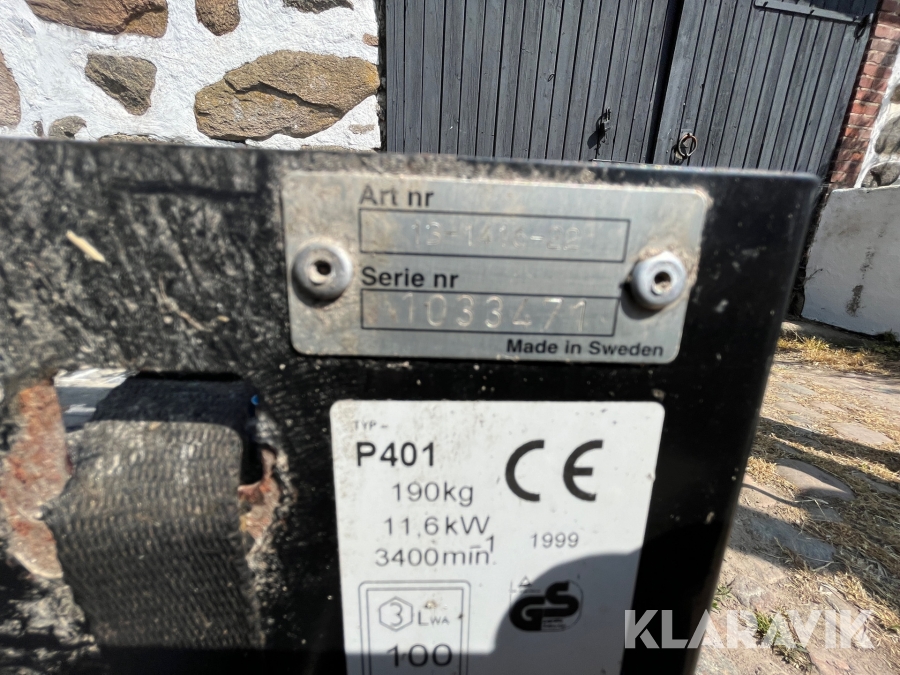 Art nr
Serie nr
1033471
Made in Sweden
TYP
P401
190kg
11,6kW
3400min⁻¹
CE
1999
GS
3 LWA
100
KLARAVIK